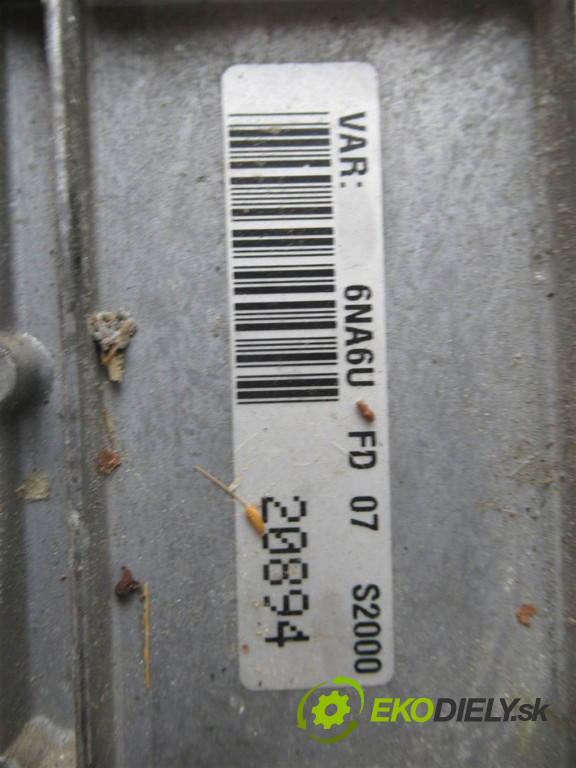 VAR: 6NA6U FD 07 S2000
20894
EKODIELY.sk